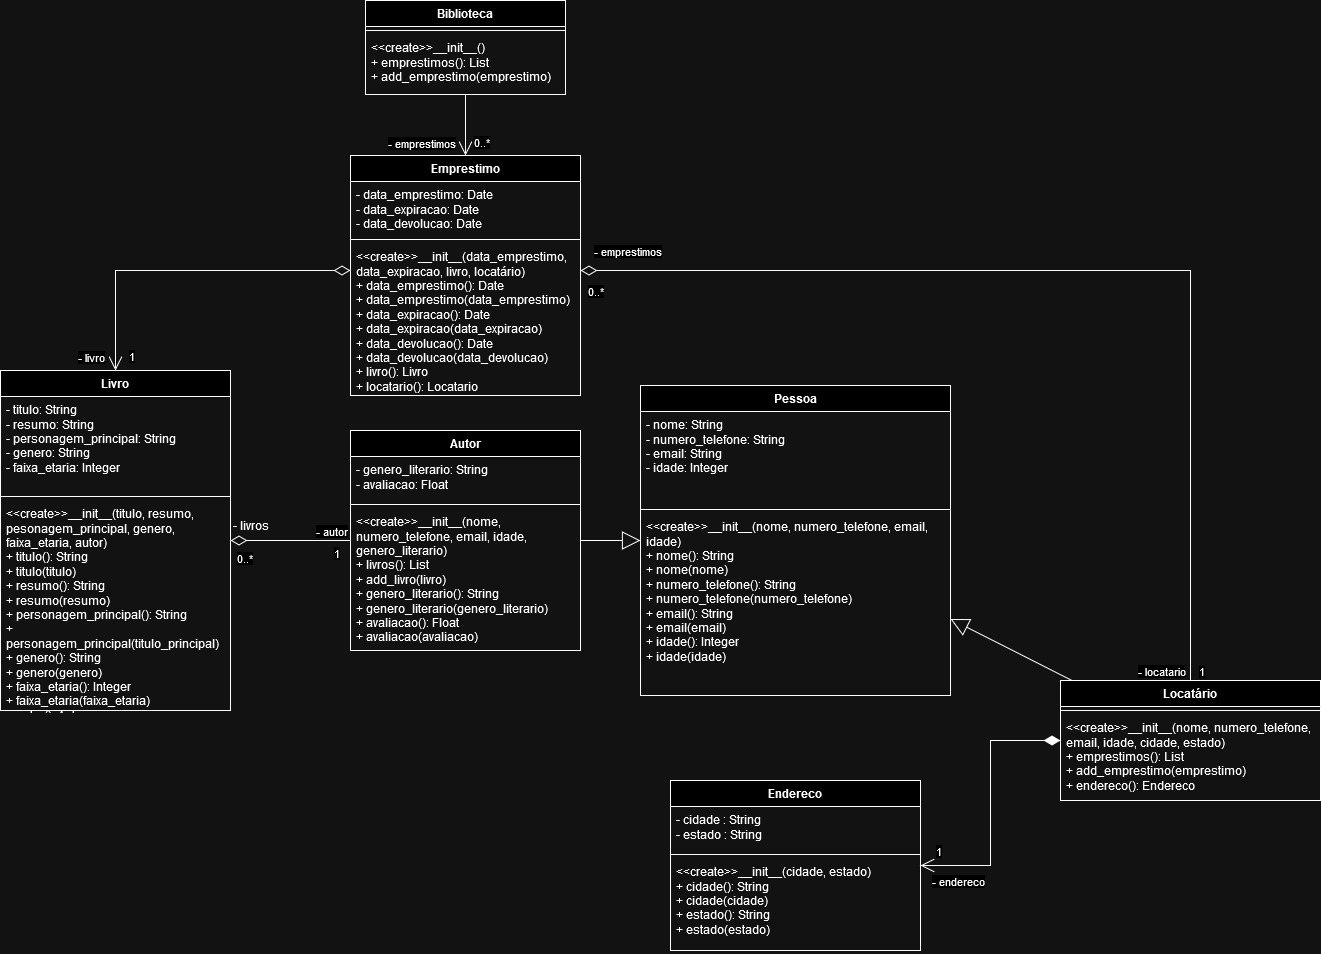 Biblioteca
<<create>>__init__()
+ emprestimos(): List
+ add_emprestimo(emprestimo)
- emprestimos
0..*
Emprestimo
- data_emprestimo: Date
- data_expiracao: Date
- data_devolucao: Date
<<create>>__init__(data_emprestimo,
data_expiracao, livro, locatário)
+ data_emprestimo(): Date
+ data_emprestimo(data_emprestimo)
+ data_expiracao(): Date
+ data_expiracao(data_expiracao)
+ data_devolucao(): Date
+ data_devolucao(data_devolucao)
+ livro(): Livro
+ locatario(): Locatario
- emprestimos
0..*
- livro
1
Livro
- titulo: String
- resumo: String
- personagem_principal: String
- genero: String
- faixa_etaria: Integer
<<create>>__init__(titulo, resumo,
pesonagem_principal, genero,
faixa_etaria, autor)
+ titulo(): String
+ titulo(titulo)
+ resumo(): String
+ resumo(resumo)
+ personagem_principal(): String
+
personagem_principal(titulo_principal)
+ genero(): String
+ genero(genero)
+ faixa_etaria(): Integer
+ faixa_etaria(faixa_etaria)
- livros
0..*
- autor
1
Autor
- genero_literario: String
- avaliacao: Float
<<create>>__init__(nome,
numero_telefone, email, idade,
genero_literario)
+ livros(): List
+ add_livro(livro)
+ genero_literario(): String
+ genero_literario(genero_literario)
+ avaliacao(): Float
+ avaliacao(avaliacao)
Pessoa
- nome: String
- numero_telefone: String
- email: String
- idade: Integer
<<create>>__init__(nome, numero_telefone, email,
idade)
+ nome(): String
+ nome(nome)
+ numero_telefone(): String
+ numero_telefone(numero_telefone)
+ email(): String
+ email(email)
+ idade(): Integer
+ idade(idade)
- locatario
1
Locatário
<<create>>__init__(nome, numero_telefone,
email, idade, cidade, estado)
+ emprestimos(): List
+ add_emprestimo(emprestimo)
+ endereco(): Endereco
1
- endereco
Endereco
- cidade : String
- estado : String
<<create>>__init__(cidade, estado)
+ cidade(): String
+ cidade(cidade)
+ estado(): String
+ estado(estado)